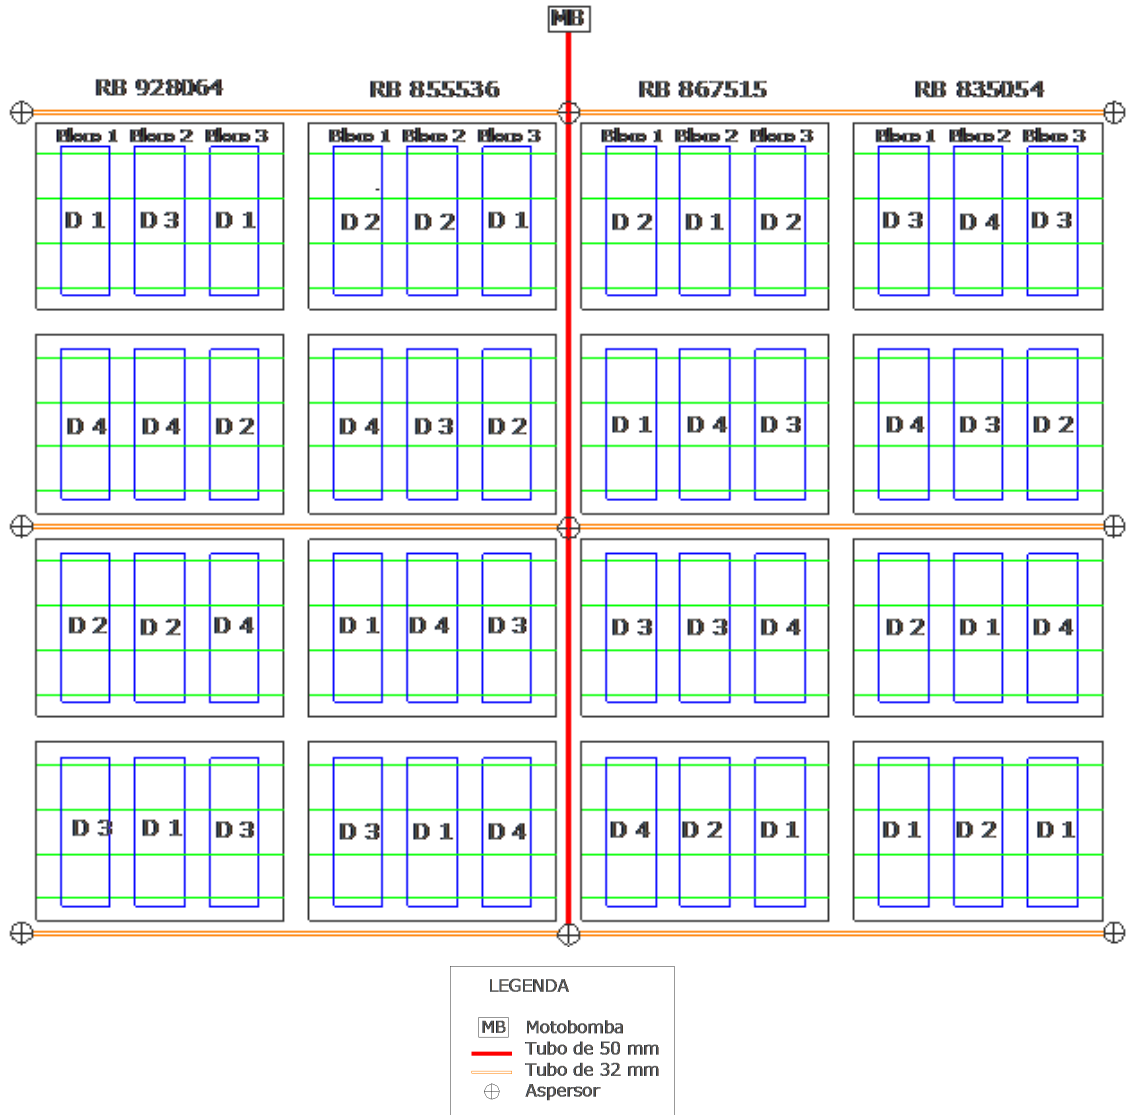 MB
RB 928064 RB 855536 RB 867515 RB 835054
Bloco 1 Bloco 2 Bloco 3 Bloco 1 Bloco 2 Bloco 3 Bloco 1 Bloco 2 Bloco 3 Bloco 1 Bloco 2 Bloco 3
D 1 D 3 D 1 D 2 D 2 D 1 D 2 D 1 D 2 D 3 D 4 D 3
D 4 D 4 D 2 D 4 D 3 D 2 D 1 D 4 D 3 D 4 D 3 D 2
D 2 D 2 D 4 D 1 D 4 D 3 D 3 D 3 D 4 D 2 D 1 D 4
D 3 D 1 D 3 D 3 D 1 D 4 D 4 D 2 D 1 D 1 D 2 D 1
LEGENDA
MB Motobomba
Tubo de 50 mm
Tubo de 32 mm
Aspersor